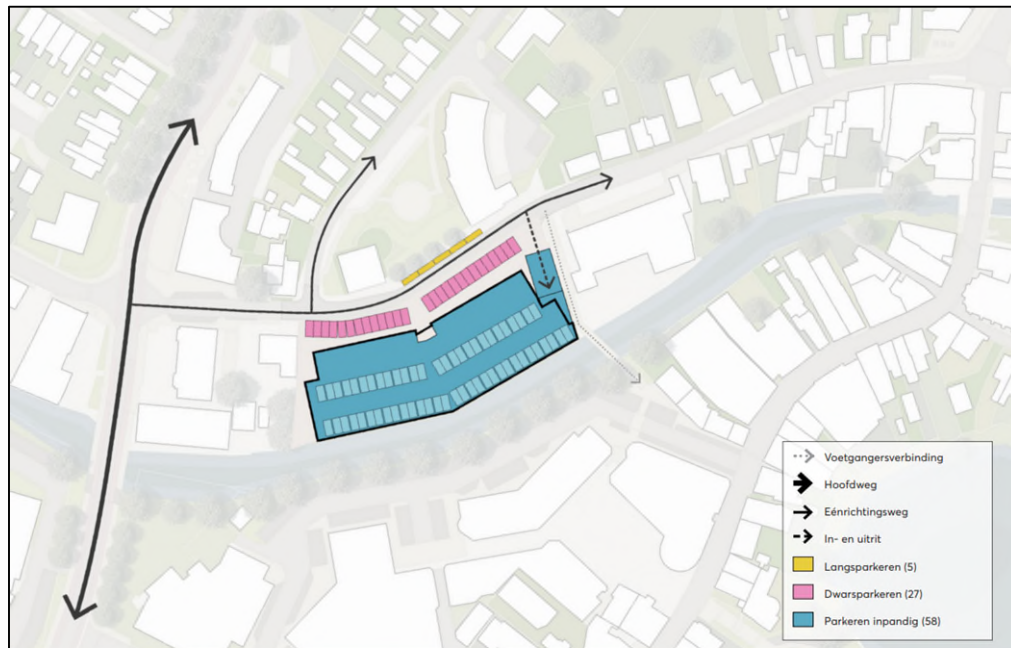 Voetgangersverbinding
Hoofdweg
Eénrichtingsweg
In- en uitrit
Langsparkeren (5)
Dwarsparkeren (27)
Parkeren inpandig (58)